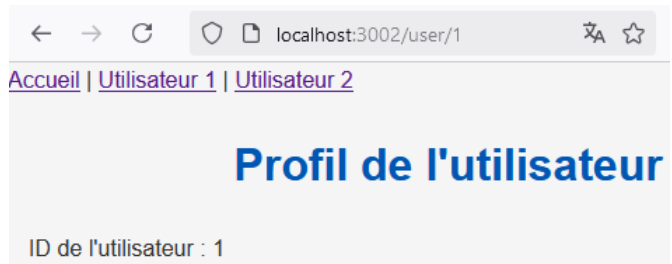 localhost:3002/user/1
Accueil | Utilisateur 1 | Utilisateur 2
Profil de l'utilisateur
ID de l'utilisateur : 1